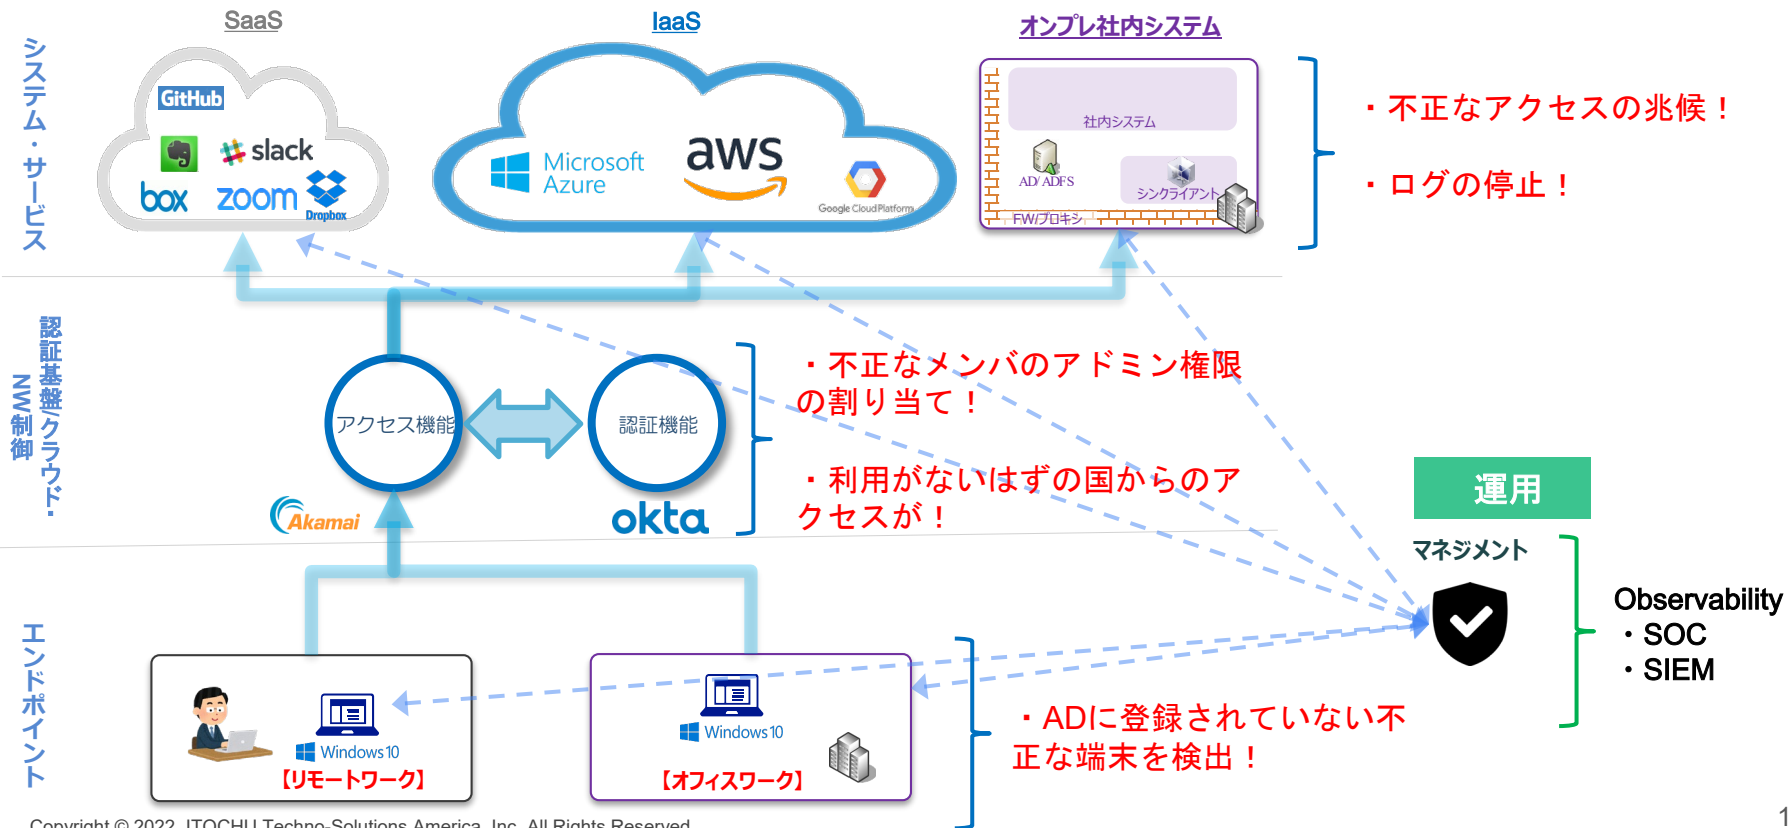 SaaS
IaaS
オンプレ社内システム
システム・サービス
GitHub
slack
box
zoom
Dropbox
Microsoft
Azure
aws
Google Cloud Platform
社内システム
AD/ADFS
シンクライアント
FW/プロキシ
・不正なアクセスの兆候！
・ログの停止！
認証基盤/クラウド・
NW制御
アクセス機能
認証機能
Akamai
okta
・不正なメンバのアドミン権限
の割り当て！
・利用がないはずの国からのア
クセスが！
運用
マネジメント
Observability
・SOC
・SIEM
エンドポイント
Windows10
【リモートワーク】
Windows10
【オフィスワーク】
・ADに登録されていない不
正な端末を検出！
Copyright © 2022 ITOCHU Techno-Solutions America, Inc. All Rights Reserved
1